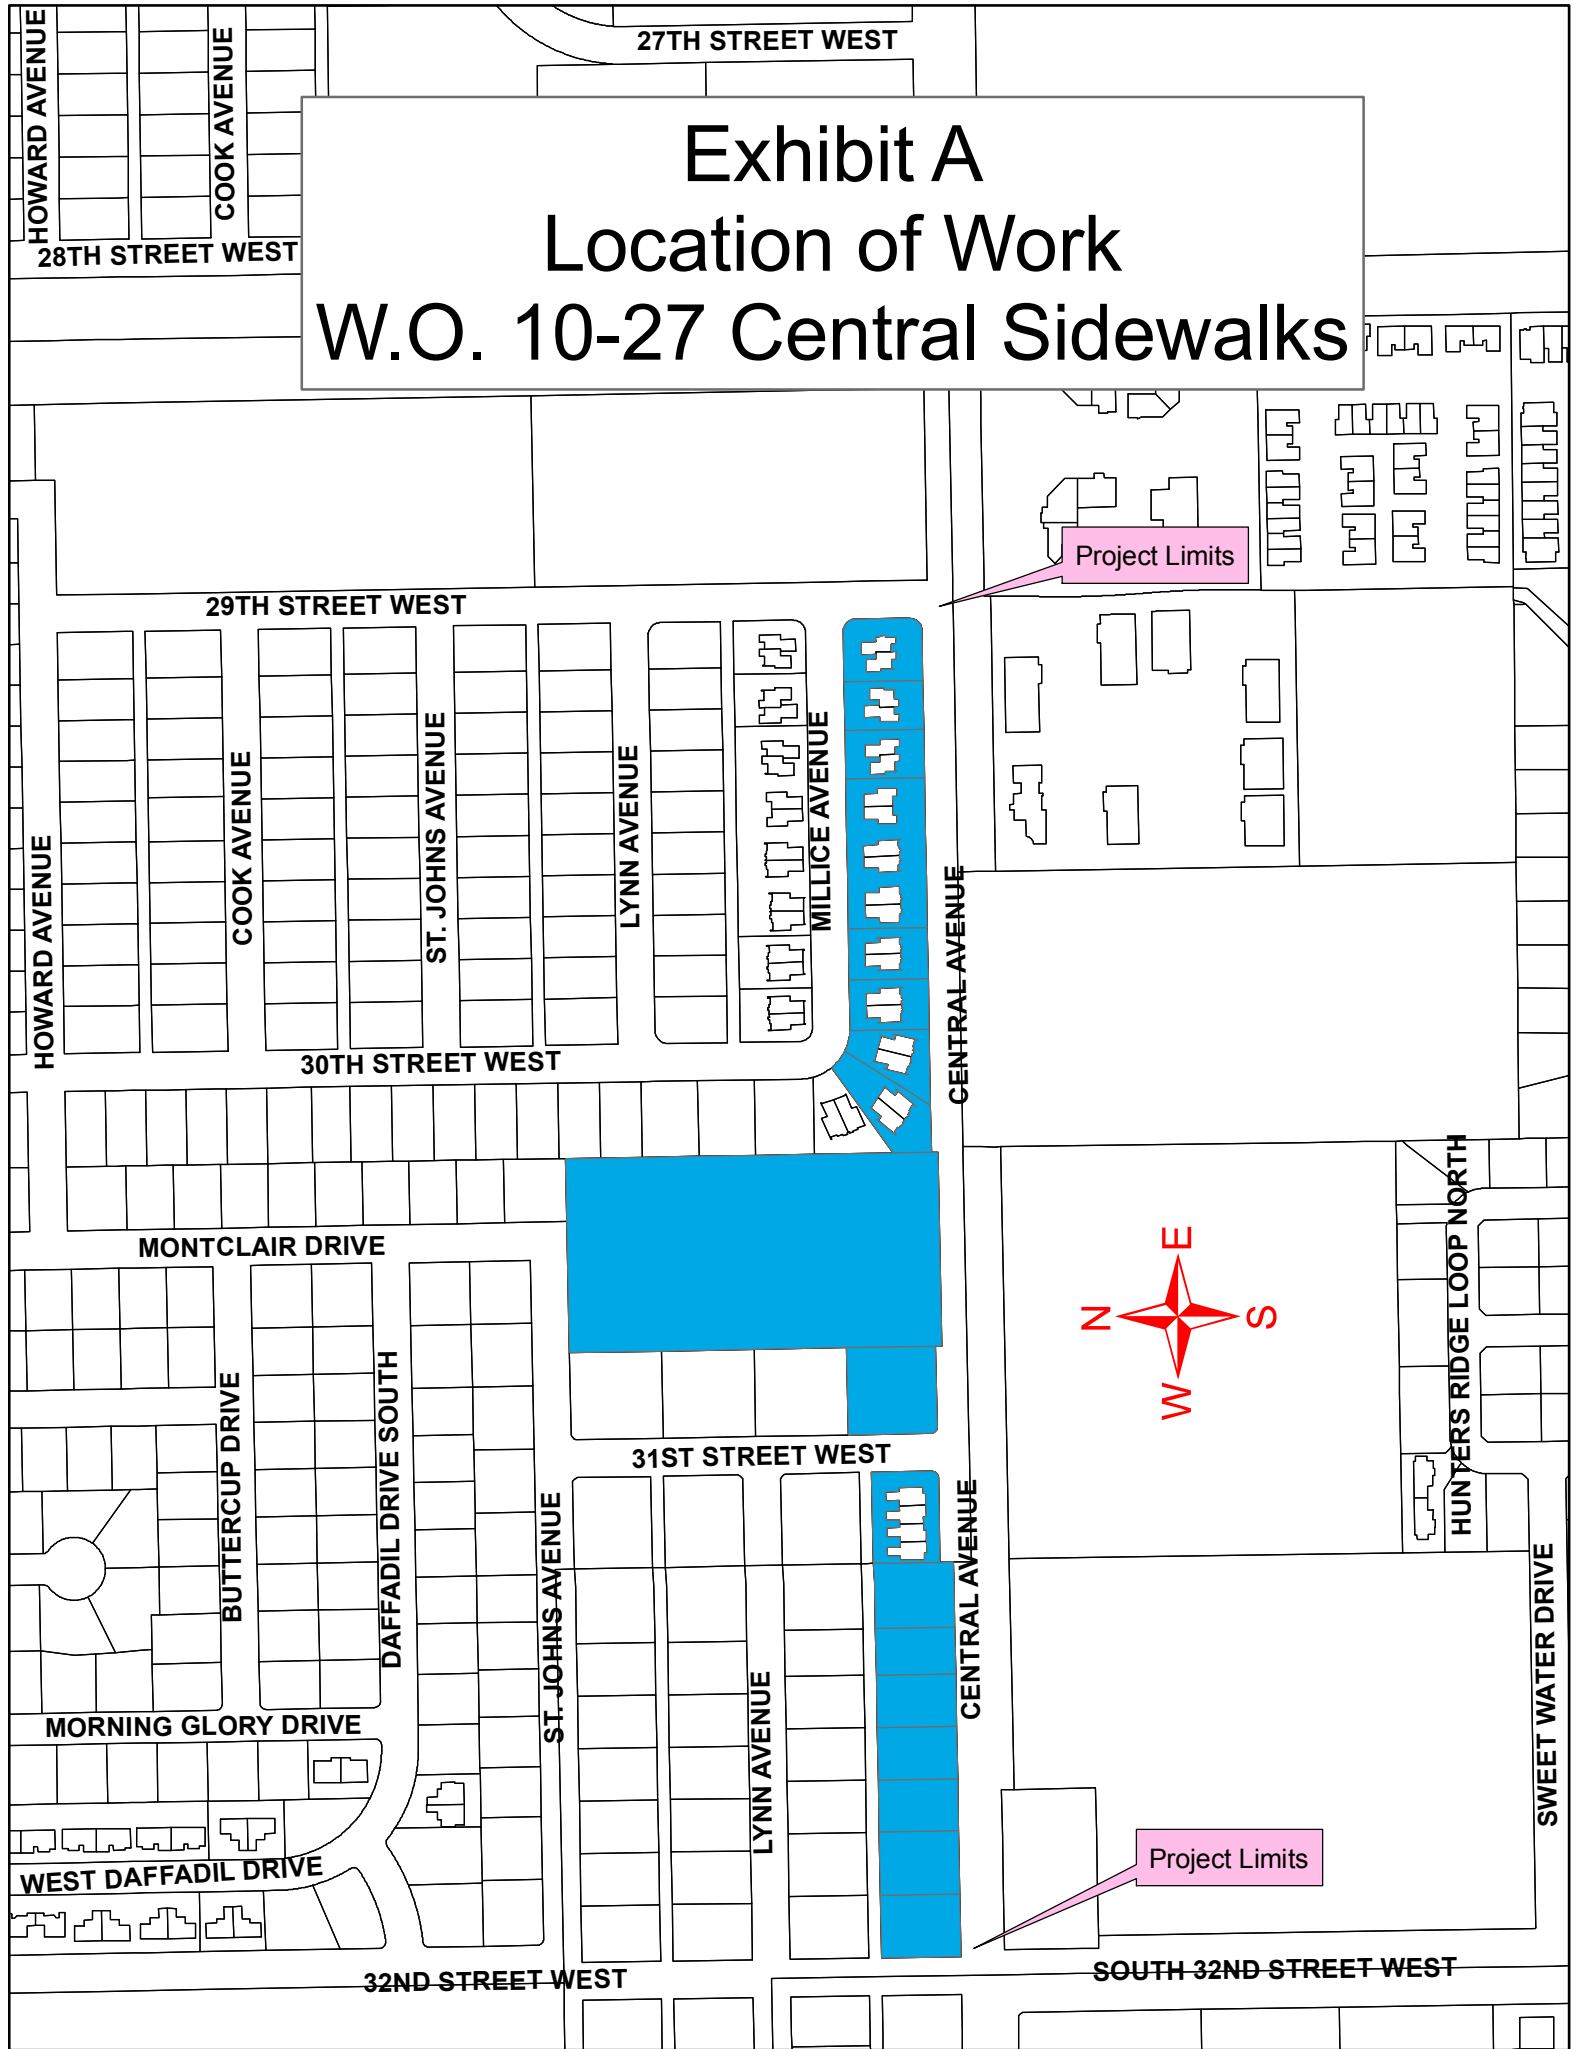 HOWARD AVENUE
COOK AVENUE
27TH STREET WEST
28TH STREET WEST
Exhibit A
Location of Work
W.O. 10-27 Central Sidewalks
Project Limits
29TH STREET WEST
HOWARD AVENUE
COOK AVENUE
ST. JOHNS AVENUE
LYNN AVENUE
MILLICE AVENUE
CENTRAL AVENUE
30TH STREET WEST
MONTCLAIR DRIVE
HUNTERS RIDGE LOOP NORTH
E
N
S
W
BUTTERCUP DRIVE
DAFFADIL DRIVE SOUTH
31ST STREET WEST
ST. JOHNS AVENUE
CENTRAL AVENUE
SWEET WATER DRIVE
LYNN AVENUE
MORNING GLORY DRIVE
Project Limits
WEST DAFFADIL DRIVE
32ND STREET WEST
SOUTH 32ND STREET WEST